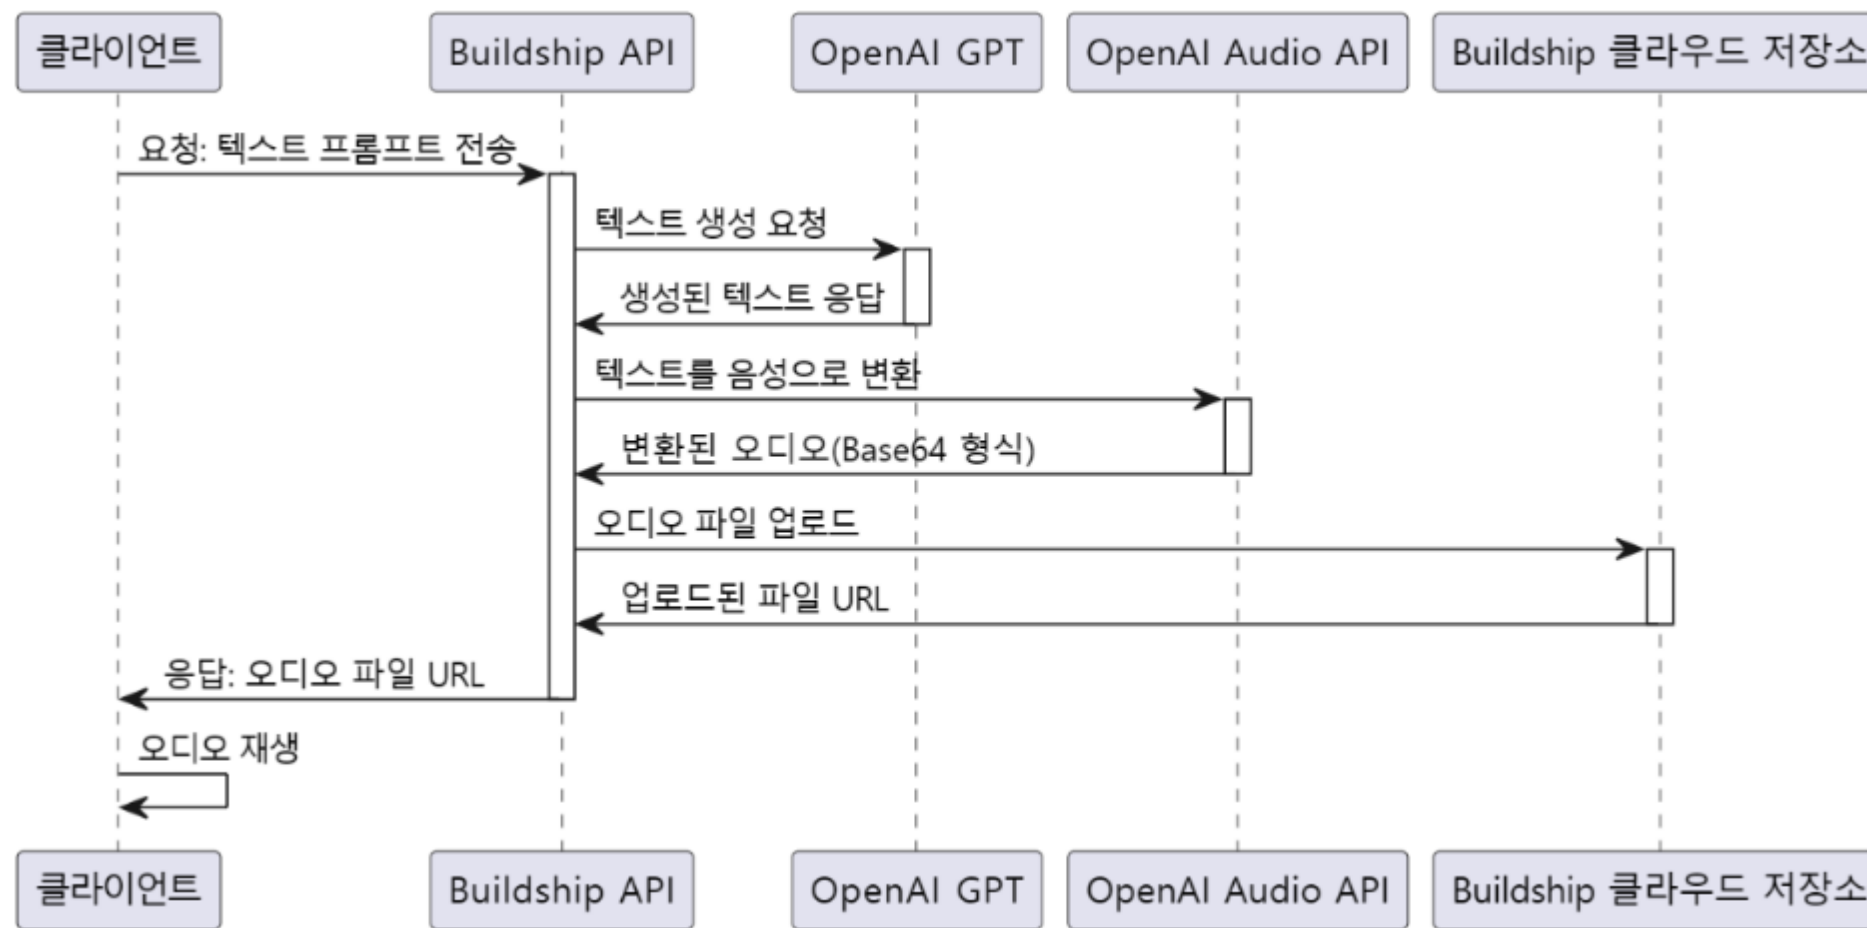 클라이언트
Buildship API
OpenAI GPT
OpenAI Audio API
Buildship 클라우드 저장소
요청: 텍스트 프롬프트 전송
텍스트 생성 요청
생성된 텍스트 응답
텍스트를 음성으로 변환
변환된 오디오(Base64 형식)
오디오 파일 업로드
업로드된 파일 URL
응답: 오디오 파일 URL
오디오 재생
클라이언트
Buildship API
OpenAI GPT
OpenAI Audio API
Buildship 클라우드 저장소